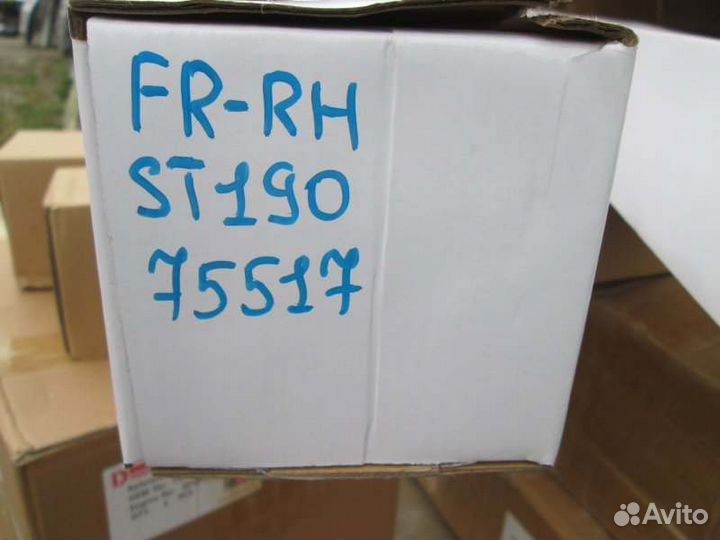 FR-RH
ST190
75517
D
Avito